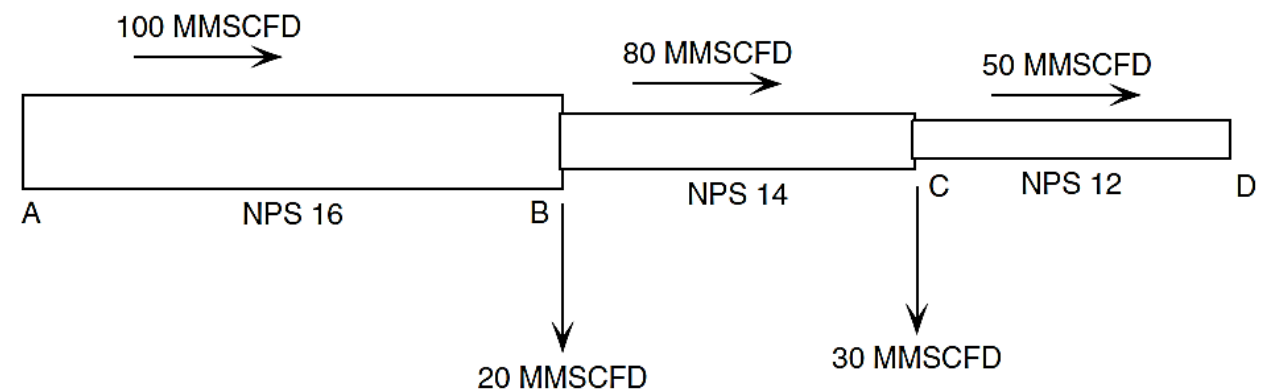 100 MMSCFD
80 MMSCFD
50 MMSCFD
A
NPS 16
B
NPS 14
C
NPS 12
D
20 MMSCFD
30 MMSCFD